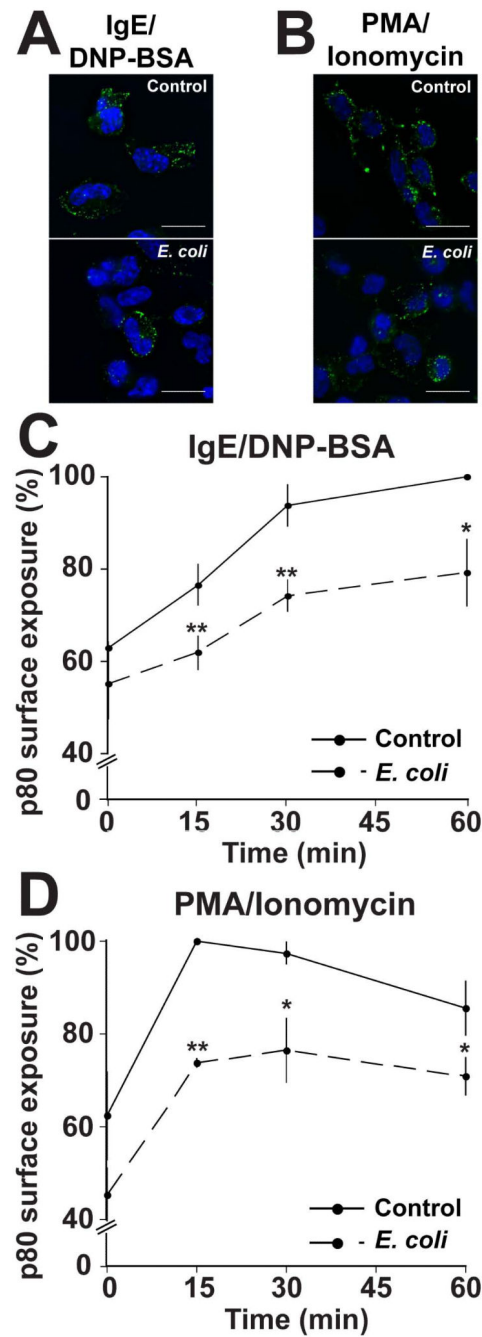 A
IgE/
DNP-BSA
Control
E. coli
B
PMA/
Ionomycin
Control
E. coli
C
IgE/DNP-BSA
p80 surface exposure (%)
100
80
60
40
0
**
**
*
Control
E. coli
0 15 30 45 60
Time (min)
D
PMA/Ionomycin
p80 surface exposure (%)
100
80
60
40
0
**
*
*
Control
E. coli
0 15 30 45 60
Time (min)